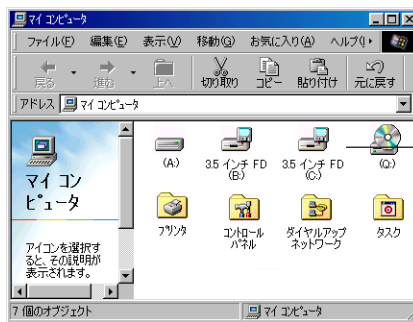 マイ コンピュータ
ファイル(F) 編集(E) 表示(V) 移動(G) お気に入り(A) ヘルプ(
戻る 進む 上へ 切り取り コピー 貼り付け 元に戻す
アドレス マイ コンピュータ
マイ コン
ピュータ
アイコンを選択す
ると、その説明が
表示されます。
(A:) 3.5 インチ FD (B:) 3.5 インチ FD (C:) (Q:)
プリンタ コントロール パネル ダイヤルアップ ネットワーク タスク
7 個のオブジェクト マイ コンピュータ